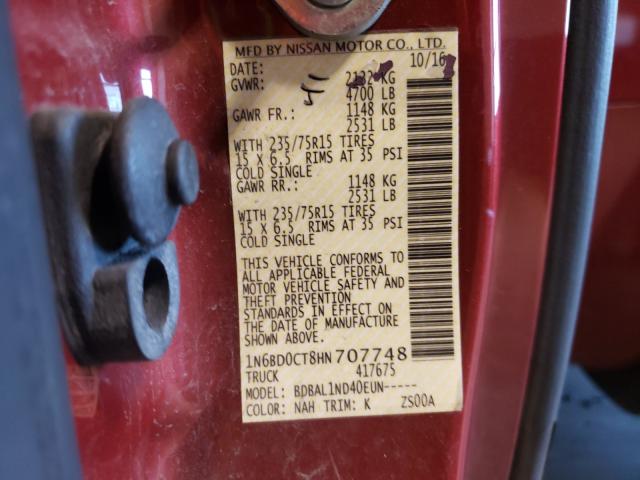 MFD BY NISSAN MOTOR CO., LTD.
DATE: 10/16
GVWR: 2132 KG
4700 LB
GAWR FR.: 1148 KG
2531 LB
WITH 235/75R15 TIRES
15 X 6.5 RIMS AT 35 PSI
COLD SINGLE
GAWR RR.: 1148 KG
2531 LB
WITH 235/75R15 TIRES
15 X 6.5 RIMS AT 35 PSI
COLD SINGLE
THIS VEHICLE CONFORMS TO
ALL APPLICABLE FEDERAL
MOTOR VEHICLE SAFETY AND
THEFT PREVENTION
STANDARDS IN EFFECT ON
THE DATE OF MANUFACTURE
SHOWN ABOVE.
1N6BD0CT8HN707748
TRUCK 417675
MODEL: BDBAL1ND40EUN-----
COLOR: NAH TRIM: K ZS00A